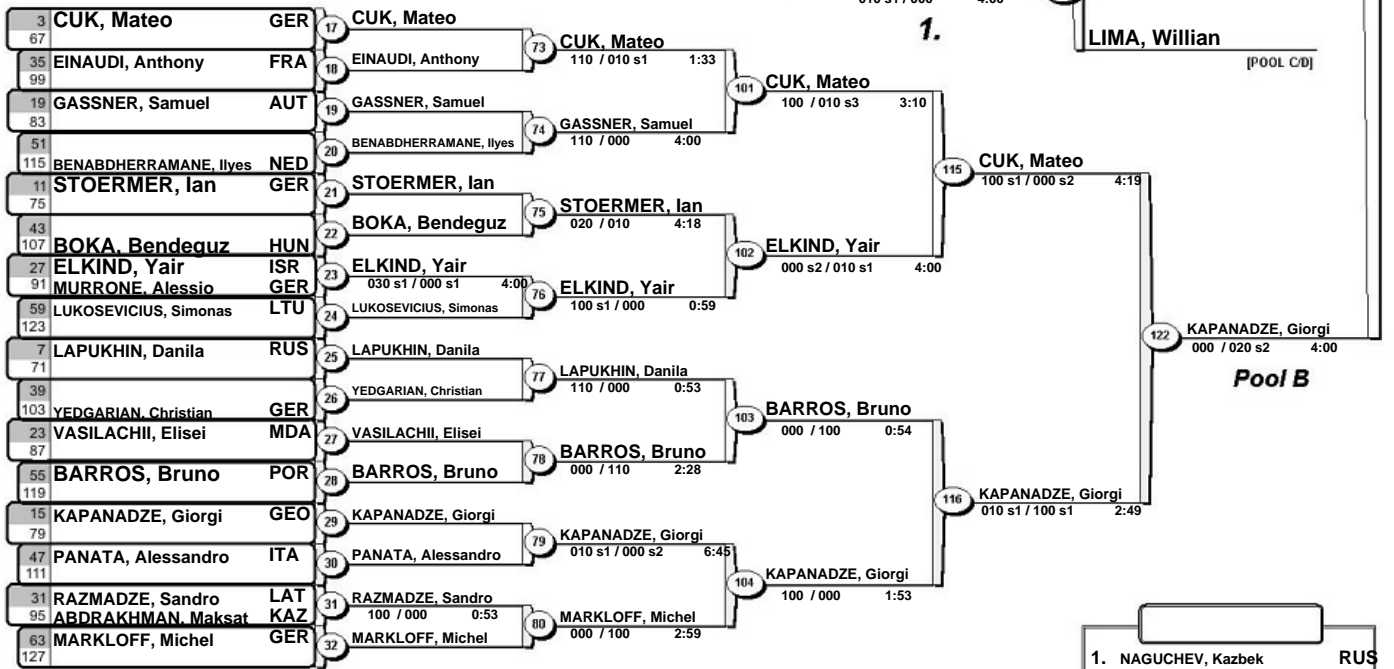 010 s1 / 000 4:00
1.
LIMA, Willian
[POOL C/D]
3 CUK, Mateo GER
67
35 EINAUDI, Anthony FRA
99
19 GASSNER, Samuel AUT
83
51
115 BENABDHERRAMANE, Ilyes NED
11 STOERMER, Ian GER
75
43
107 BOKA, Bendeguz HUN
27 ELKIND, Yair ISR
91 MURRONE, Alessio GER
59 LUKOSEVICIUS, Simonas LTU
123
7 LAPUKHIN, Danila RUS
71
39
103 YEDGARIAN, Christian GER
23 VASILACHII, Elisei MDA
87
55 BARROS, Bruno POR
119
15 KAPANADZE, Giorgi GEO
79
47 PANATA, Alessandro ITA
111
31 RAZMADZE, Sandro LAT
95 ABDRAKHMAN, Maksat KAZ
63 MARKLOFF, Michel GER
127
17 CUK, Mateo
18 EINAUDI, Anthony
19 GASSNER, Samuel
20 BENABDHERRAMANE, Ilyes
21 STOERMER, Ian
22 BOKA, Bendeguz
23 ELKIND, Yair
030 s1 / 000 s1 4:00
24 LUKOSEVICIUS, Simonas
25 LAPUKHIN, Danila
26 YEDGARIAN, Christian
27 VASILACHII, Elisei
28 BARROS, Bruno
29 KAPANADZE, Giorgi
30 PANATA, Alessandro
31 RAZMADZE, Sandro
100 / 000 0:53
32 MARKLOFF, Michel
73 CUK, Mateo
110 / 010 s1 1:33
74 GASSNER, Samuel
110 / 000 4:00
75 STOERMER, Ian
020 / 010 4:18
76 ELKIND, Yair
100 s1 / 000 0:59
77 LAPUKHIN, Danila
110 / 000 0:53
78 BARROS, Bruno
000 / 110 2:28
79 KAPANADZE, Giorgi
010 s1 / 000 s2 6:45
80 MARKLOFF, Michel
000 / 100 2:59
101 CUK, Mateo
100 / 010 s3 3:10
102 ELKIND, Yair
000 s2 / 010 s1 4:00
103 BARROS, Bruno
000 / 100 0:54
104 KAPANADZE, Giorgi
100 / 000 1:53
115 CUK, Mateo
100 s1 / 000 s2 4:19
116 KAPANADZE, Giorgi
010 s1 / 100 s1 2:49
122 KAPANADZE, Giorgi
000 / 020 s2 4:00
Pool B
1. NAGUCHEV, Kazbek RUS